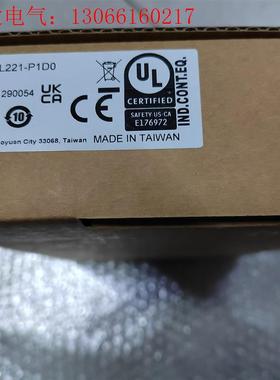 电气：13066160217
L221-P1D0
290054
UK
CA
CE
10
UL
CERTIFIED
SAFETY US-CA
E176972
IND.CONT.EQ.
oyuan City 33068, Taiwan
MADE IN TAIWAN